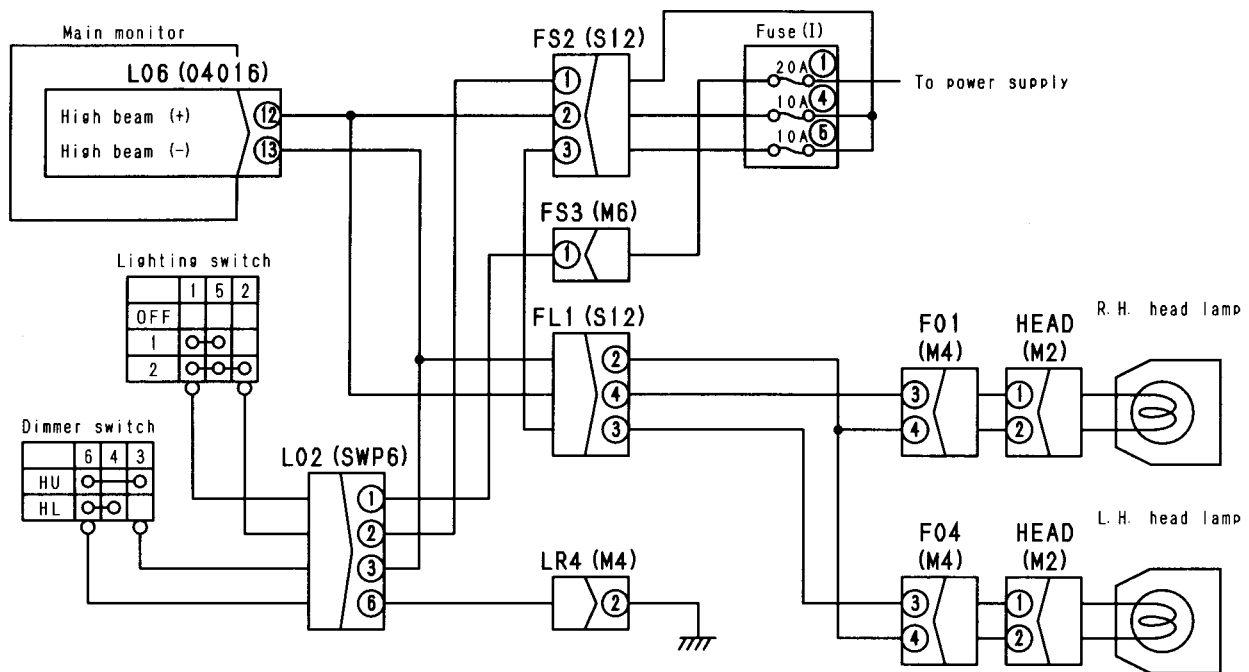 Main monitor
L06 (04016)
High beam (+) 12
High beam (-) 13
FS2 (S12)
1
2
3
Fuse (I)
20A 1
10A 4
10A 5
To power supply
FS3 (M6)
1
Lighting switch
1 5 2
OFF
1
2
Dimmer switch
6 4 3
HU
HL
L02 (SWP6)
1
2
3
6
FL1 (S12)
2
4
3
LR4 (M4)
2
F01
(M4)
3
4
HEAD
(M2)
1
2
R.H. head lamp
F04
(M4)
3
4
HEAD
(M2)
1
2
L.H. head lamp